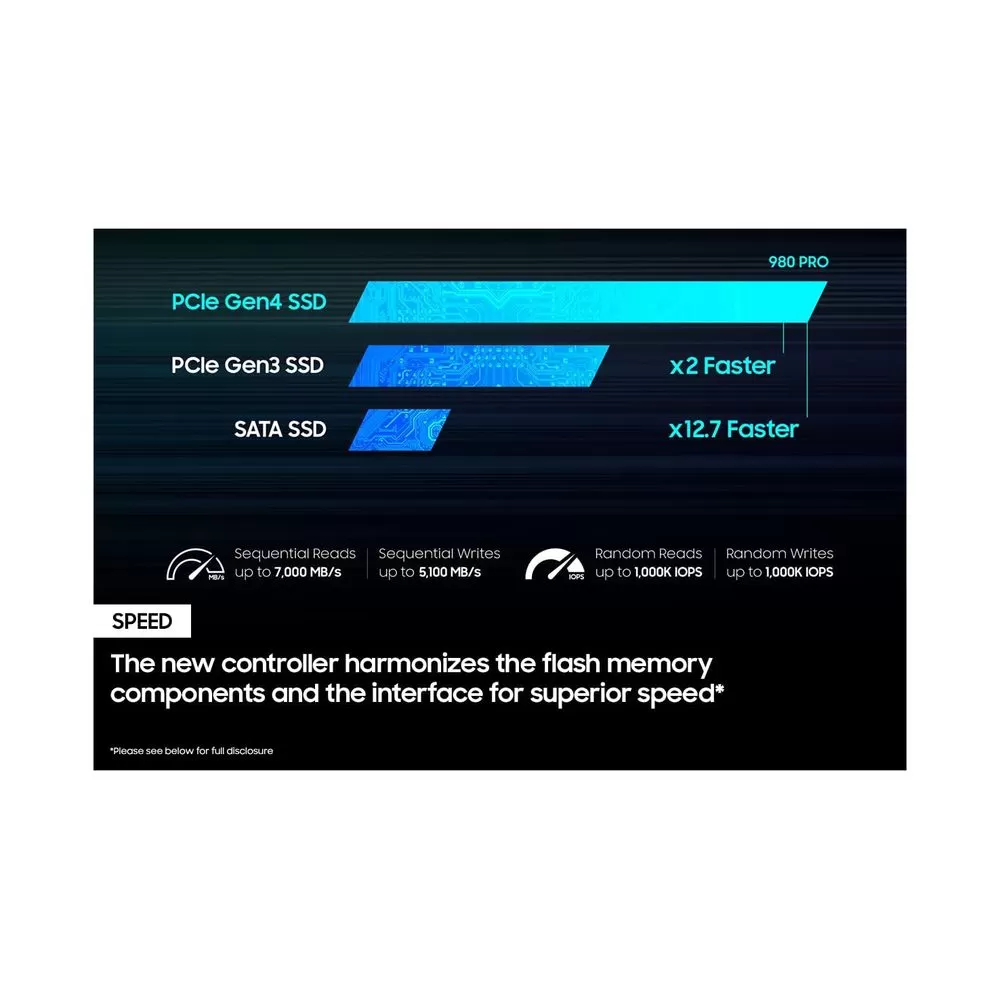 980 PRO
PCIe Gen4 SSD
PCIe Gen3 SSD
x2 Faster
SATA SSD
x12.7 Faster
MB/s
Sequential Reads
up to 7,000 MB/s
Sequential Writes
up to 5,100 MB/s
IOPS
Random Reads
up to 1,000K IOPS
Random Writes
up to 1,000K IOPS
SPEED
The new controller harmonizes the flash memory
components and the interface for superior speed*
*Please see below for full disclosure